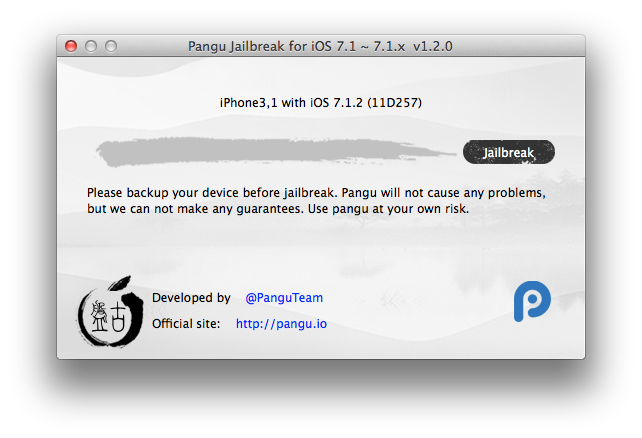 Pangu Jailbreak for iOS 7.1 ~ 7.1.x v1.2.0
iPhone3,1 with iOS 7.1.2 (11D257)
Jailbreak
Please backup your device before jailbreak. Pangu will not cause any problems,
but we can not make any guarantees. Use pangu at your own risk.
盘古
Developed by @PanguTeam
Official site: http://pangu.io